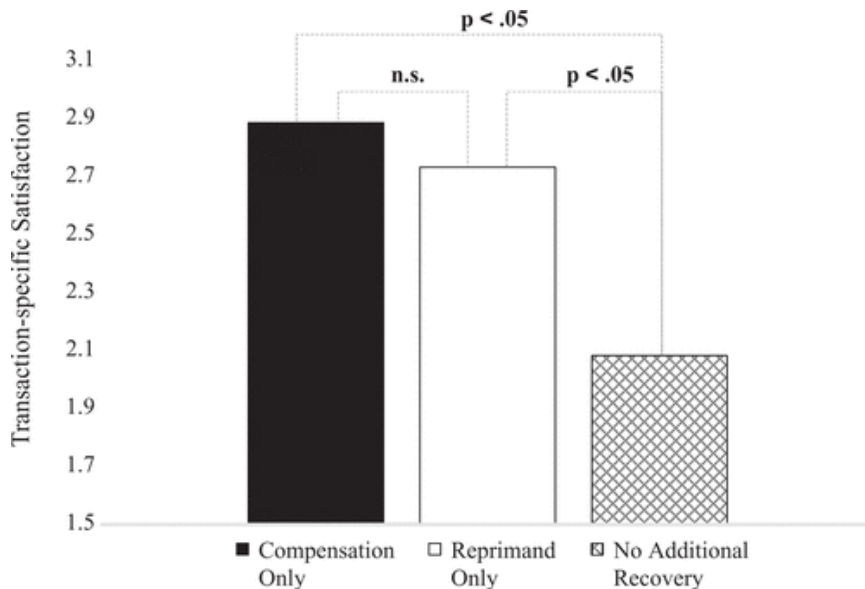 p < .05
3.1
n.s.
p < .05
2.9
2.7
2.5
2.3
2.1
1.9
1.7
1.5
Transaction-specific Satisfaction
Compensation
Only
Reprimand
Only
No Additional
Recovery